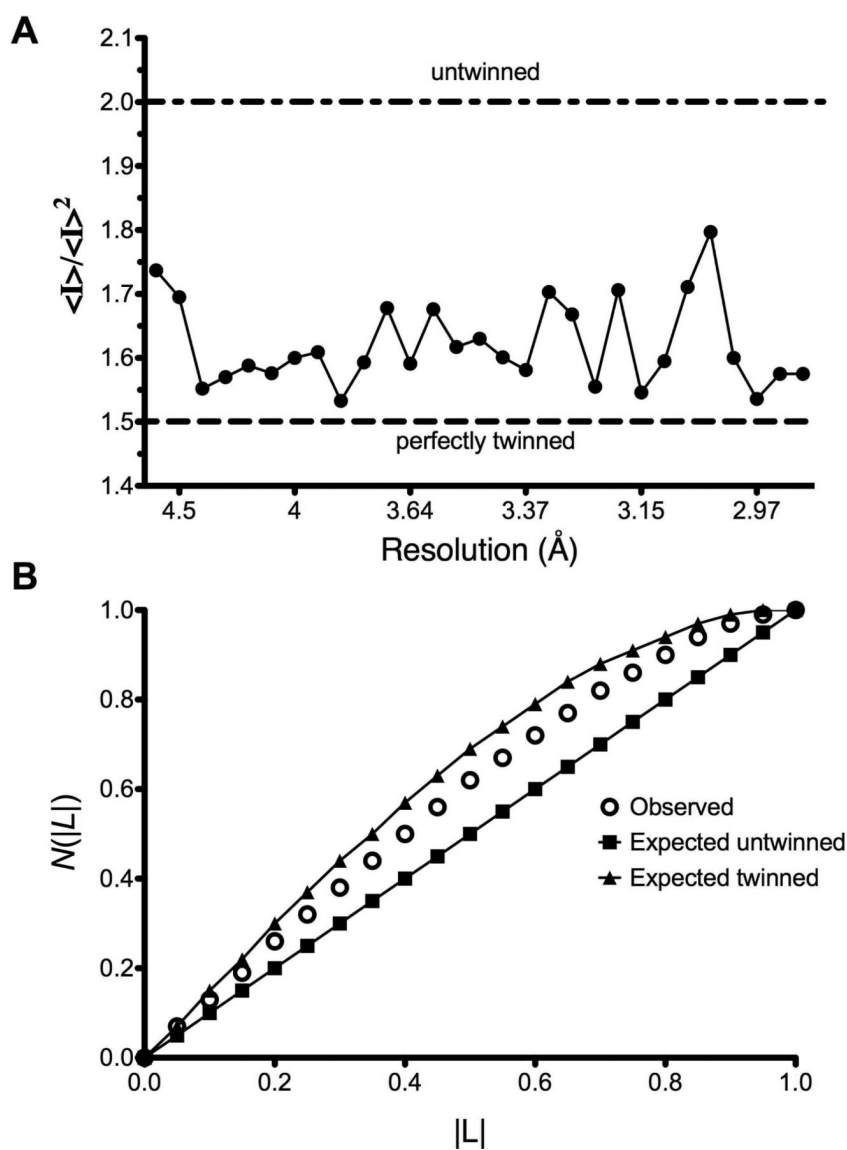 A
2.1
untwinned
2.0
1.9
1.8
<I>/<I>²
1.7
1.6
1.5
perfectly twinned
1.4
4.5 4 3.64 3.37 3.15 2.97
Resolution (Å)
B
1.0
0.8
0.6
N(|L|)
Observed
Expected untwinned
0.4
Expected twinned
0.2
0.0
0.0 0.2 0.4 0.6 0.8 1.0
|L|